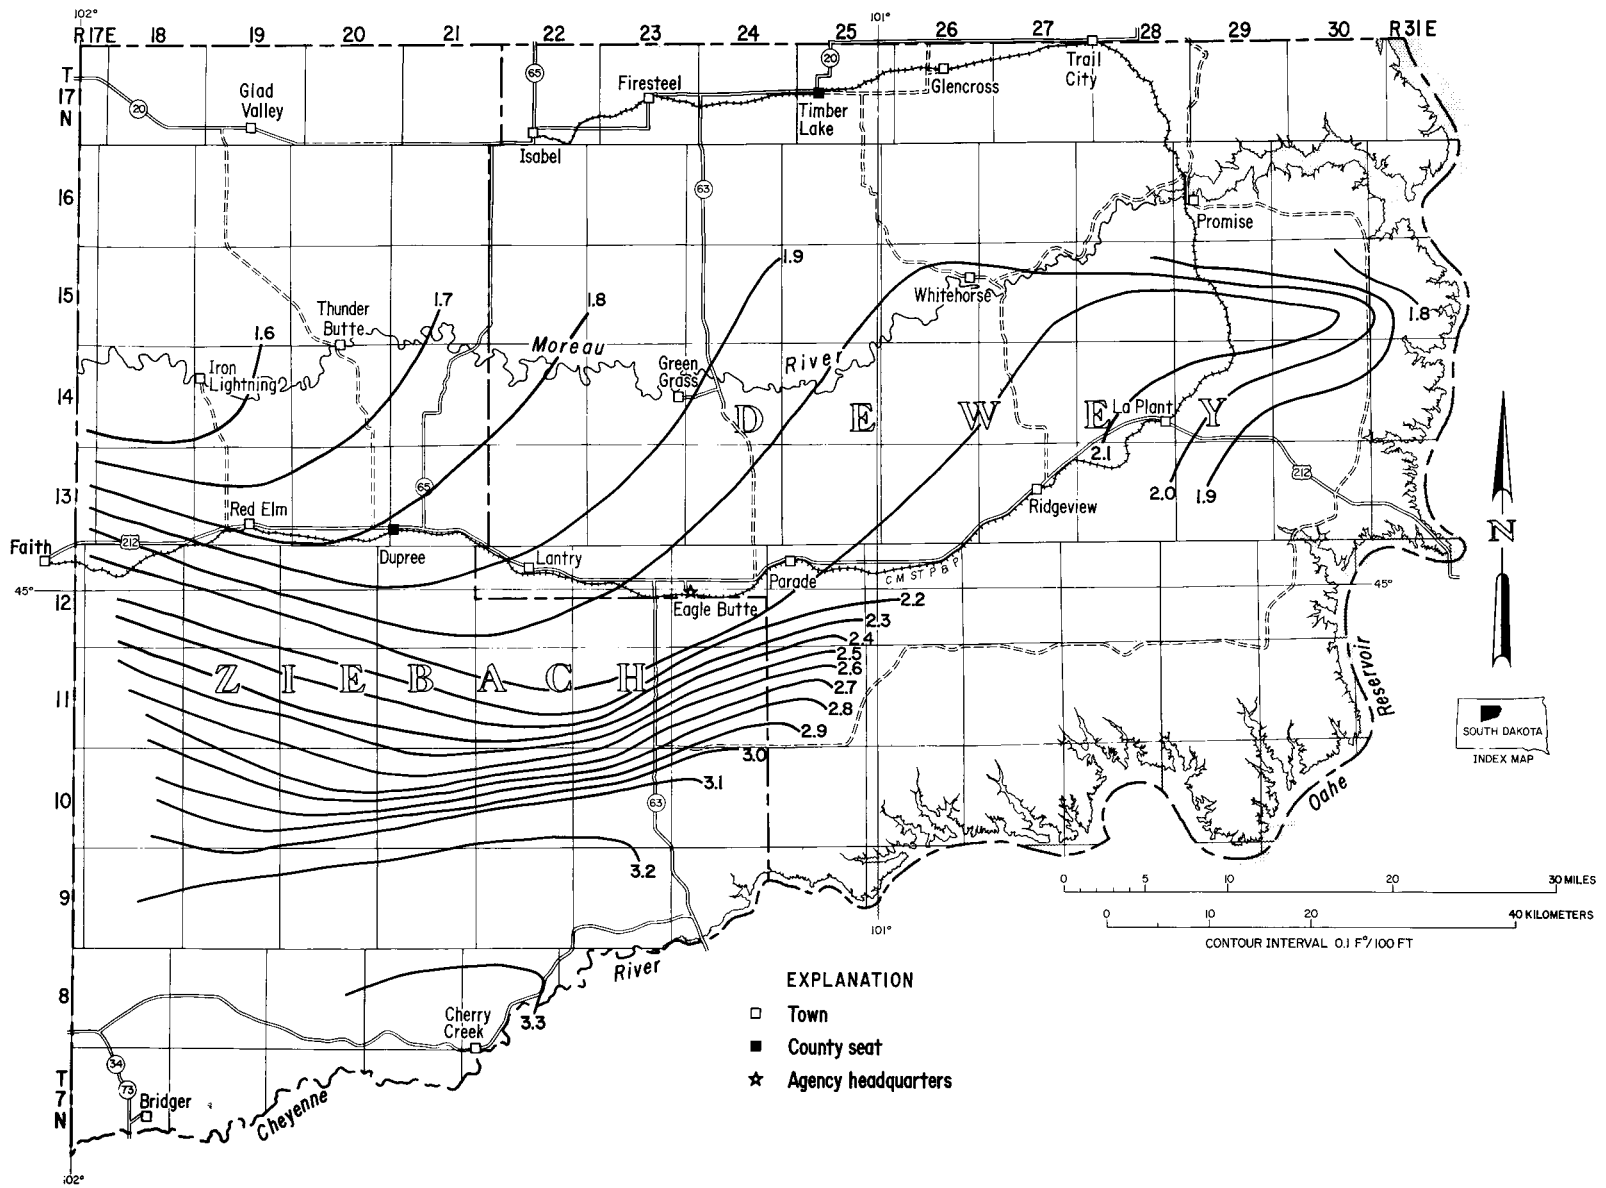 102°
101°
R 17E 18 19 20 21 22 23 24 25 26 27 28 29 30 R 31 E
T
17
N
16
15
14
13
12
11
10
9
8
T
7
N
20
Glad
Valley
65
Isabel
Firesteel
63
20
Timber
Lake
Glencross
Trail
City
Promise
Whitehorse
Thunder
Butte
Iron
Lightning
Moreau
River
Green
Grass
1.6
1.7
1.8
1.9
1.8
D E W E Y
La Plant
2.1
2.0
1.9
212
Ridgeview
Red Elm
65
Faith
212
Dupree
Lantry
Parade
C M ST P & P
Eagle Butte
45°
45°
Z I E B A C H
2.2
2.3
2.4
2.5
2.6
2.7
2.8
2.9
3.0
3.1
3.2
3.3
63
Reservoir
Oahe
N
SOUTH DAKOTA
INDEX MAP
0 5 10 20 30 MILES
0 10 20 40 KILOMETERS
CONTOUR INTERVAL 0.1 F°/100 FT
101°
River
Cherry
Creek
34
73
Bridger
Cheyenne
102°
EXPLANATION
Town
County seat
Agency headquarters